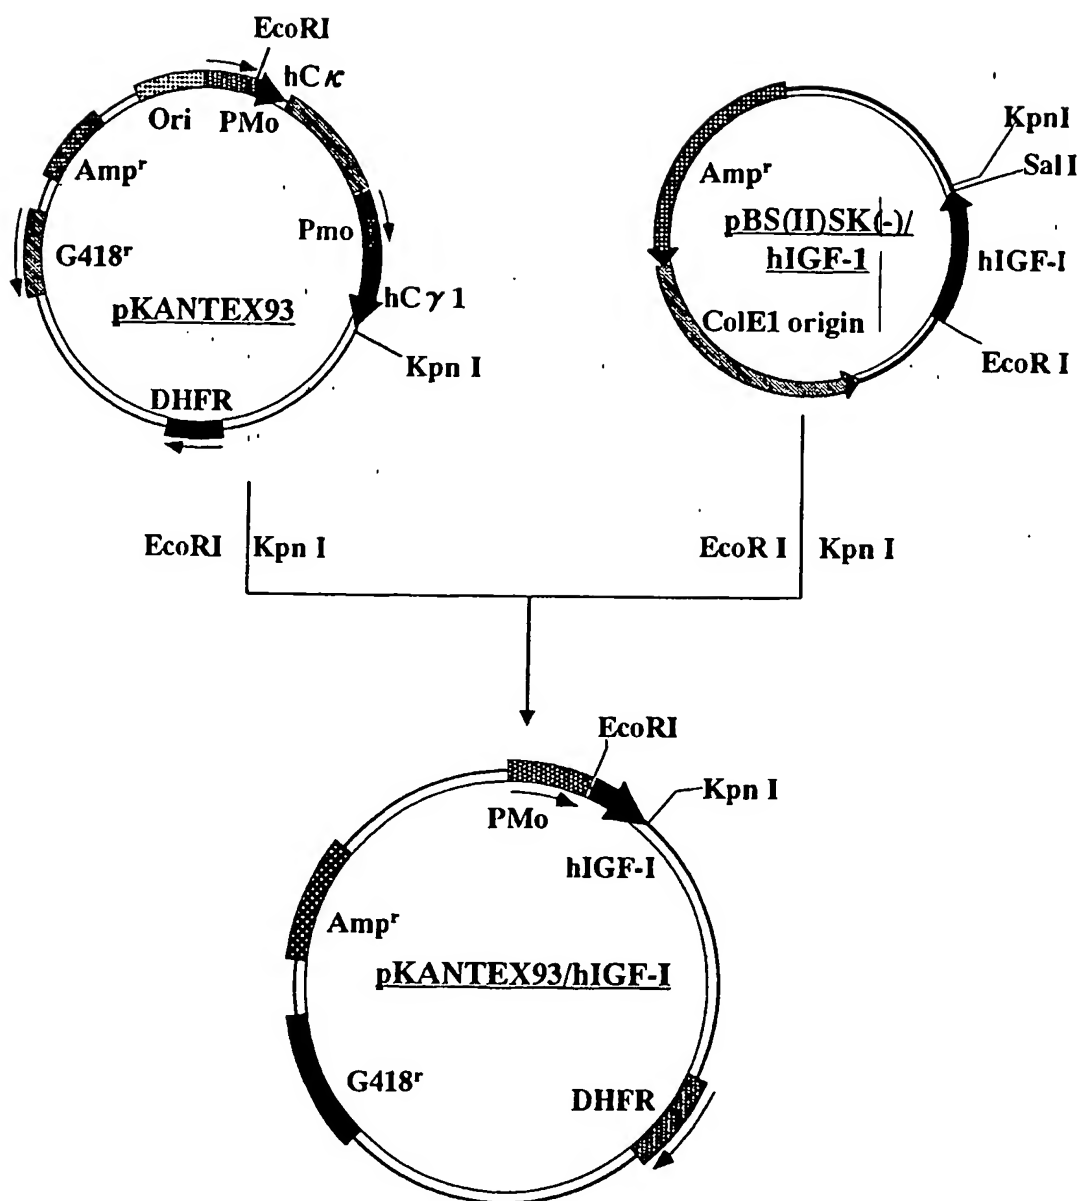 EcoRI
hCκ
Ori
PMo
Ampʳ
G418ʳ
Pmo
pKANTEX93
hCγ1
Kpn I
DHFR
KpnI
Sal I
Ampʳ
pBS(II)SK(-)/
hIGF-1
hIGF-I
ColE1 origin
EcoR I
EcoRI
Kpn I
EcoR I
Kpn I
EcoRI
Kpn I
PMo
hIGF-I
Ampʳ
pKANTEX93/hIGF-I
G418ʳ
DHFR